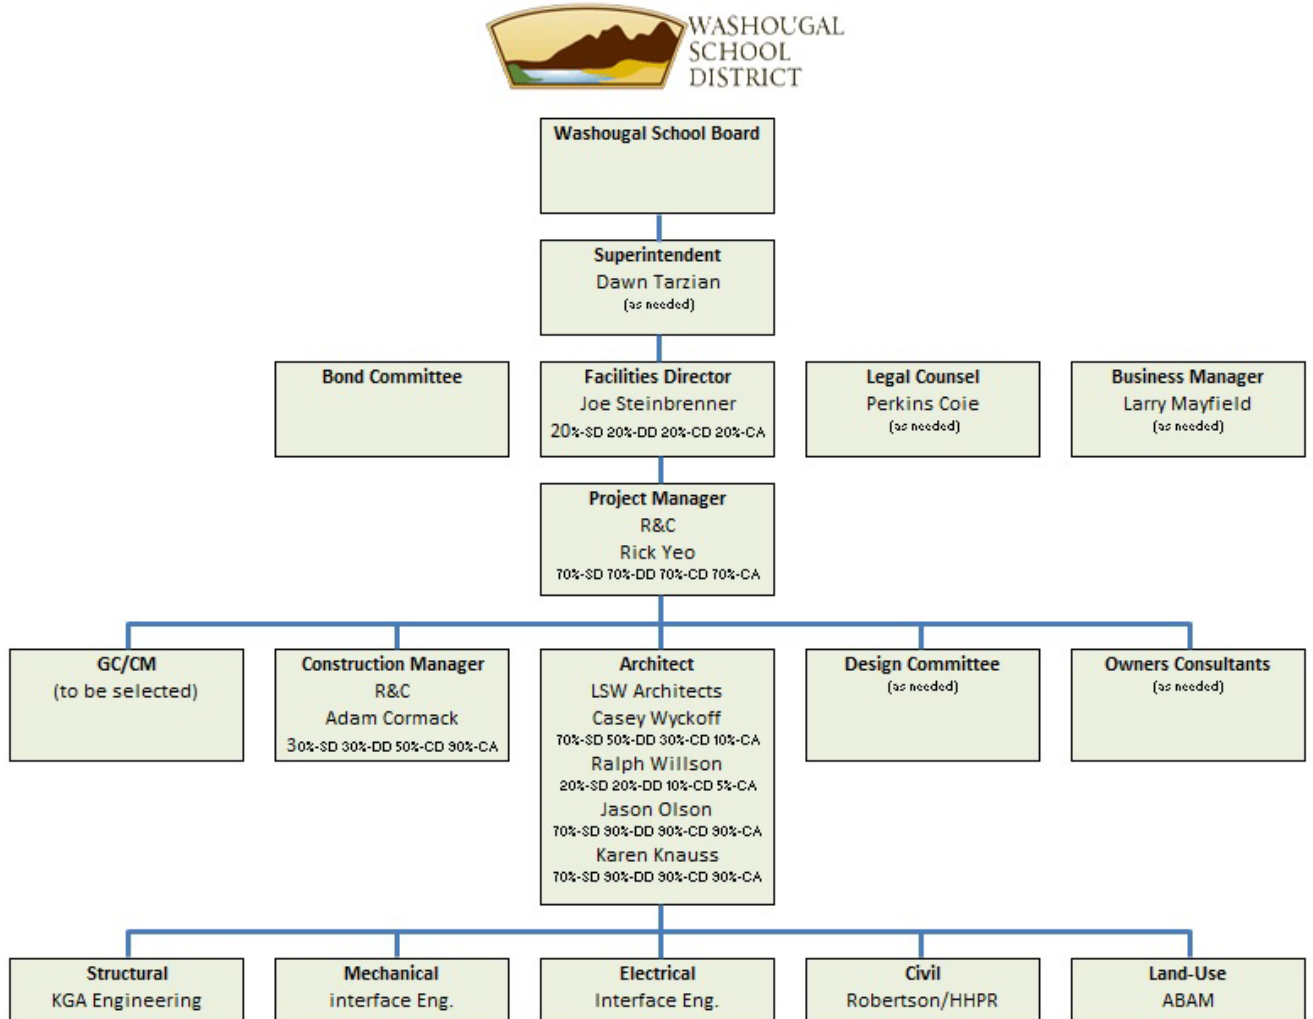 WASHOUGAL
SCHOOL
DISTRICT
Washougal School Board
Superintendent
Dawn Tarzian
(as needed)
Bond Committee
Facilities Director
Joe Steinbrenner
20%-SD 20%-DD 20%-CD 20%-CA
Legal Counsel
Perkins Coie
(as needed)
Business Manager
Larry Mayfield
(as needed)
Project Manager
R&C
Rick Yeo
70%-SD 70%-DD 70%-CD 70%-CA
GC/CM
(to be selected)
Construction Manager
R&C
Adam Cormack
30%-SD 30%-DD 50%-CD 90%-CA
Architect
LSW Architects
Casey Wyckoff
70%-SD 50%-DD 30%-CD 10%-CA
Ralph Willson
20%-SD 20%-DD 10%-CD 5%-CA
Jason Olson
70%-SD 90%-DD 90%-CD 90%-CA
Karen Knauss
70%-SD 90%-DD 90%-CD 90%-CA
Design Committee
(as needed)
Owners Consultants
(as needed)
Structural
KGA Engineering
Mechanical
interface Eng.
Electrical
Interface Eng.
Civil
Robertson/HHPR
Land-Use
ABAM